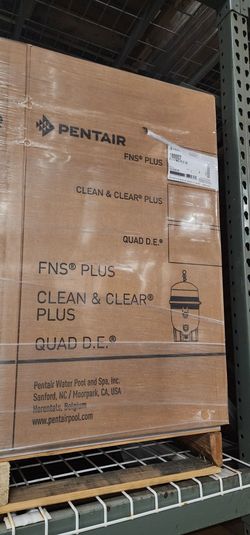 PENTAIR
FNS® PLUS
CLEAN & CLEAR® PLUS
QUAD D.E.®
FNS® PLUS
CLEAN & CLEAR®
PLUS
QUAD D.E.®
Pentair Water Pool and Spa, Inc.
Sanford, NC / Moorpark, CA, USA
Herentals, Belgium
www.pentairpool.com